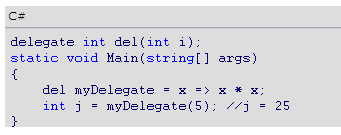 C#
delegate int del(int i);
static void Main(string[] args)
{
    del myDelegate = x => x * x;
    int j = myDelegate(5); //j = 25
}